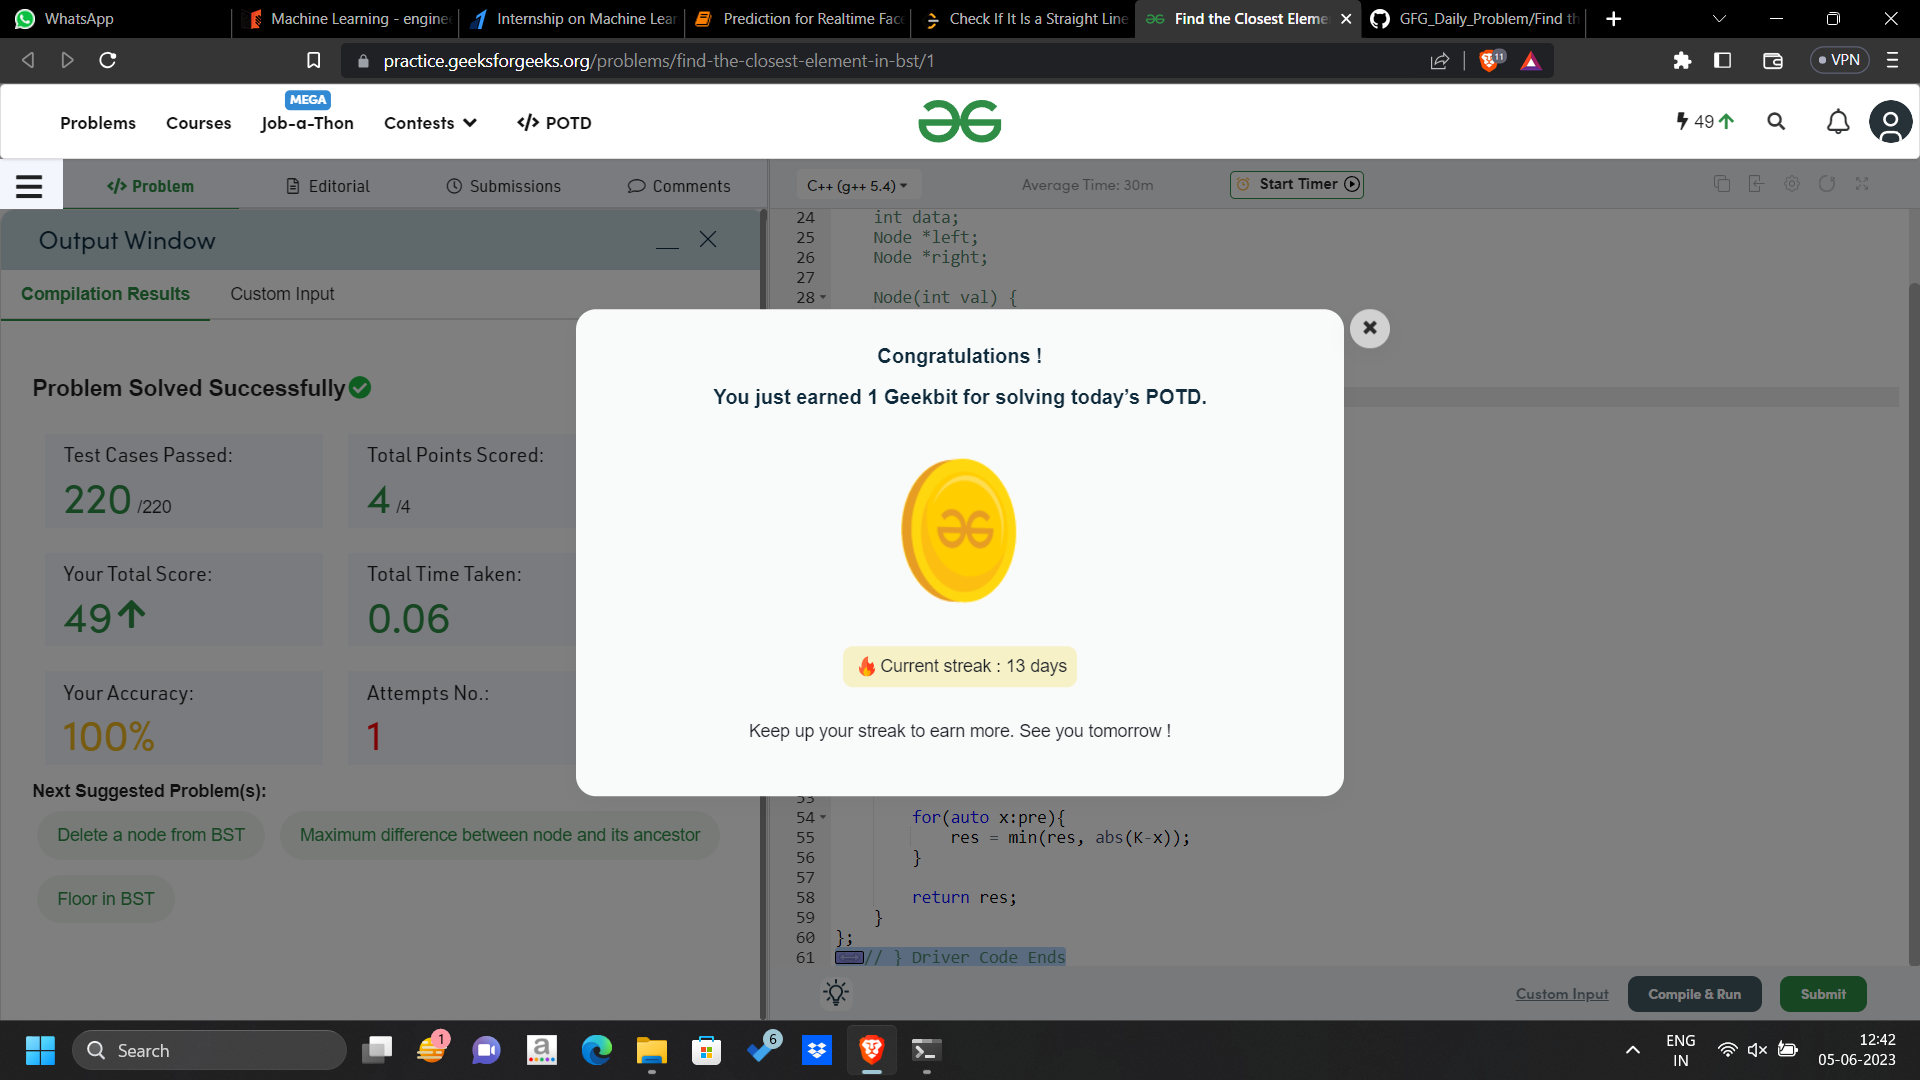 WhatsApp
Machine Learning - engine
Internship on Machine Lear
Prediction for Realtime Fac
Check If It Is a Straight Line
Find the Closest Eleme
GFG_Daily_Problem/Find th
practice.geeksforgeeks.org/problems/find-the-closest-element-in-bst/1
11
VPN
MEGA
Problems
Courses
Job-a-Thon
Contests
</> POTD
49
</> Problem
Editorial
Submissions
Comments
C++ (g++ 5.4)
Average Time: 30m
Start Timer
Output Window
Compilation Results
Custom Input
Problem Solved Successfully
Test Cases Passed:
220 /220
Total Points Scored:
4 /4
Your Total Score:
49
Total Time Taken:
0.06
Your Accuracy:
100%
Attempts No.:
1
Next Suggested Problem(s):
Delete a node from BST
Maximum difference between node and its ancestor
Floor in BST
24 int data;
25 Node *left;
26 Node *right;
27
28 Node(int val) {
Congratulations !
You just earned 1 Geekbit for solving today’s POTD.
Current streak : 13 days
Keep up your streak to earn more. See you tomorrow !
53
54 for(auto x:pre){
55 res = min(res, abs(K-x));
56 }
57
58 return res;
59 }
60 };
61 // } Driver Code Ends
Custom Input
Compile & Run
Submit
Search
1
a
6
ENG
IN
12:42
05-06-2023